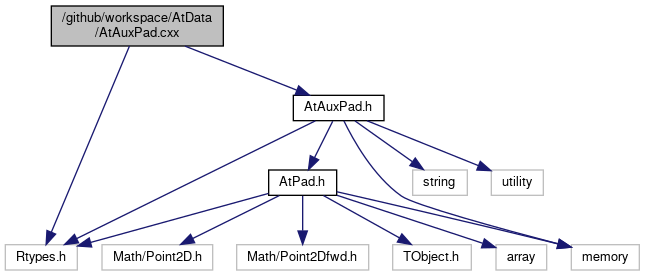 /github/workspace/AtData
/AtAuxPad.cxx
AtAuxPad.h
AtPad.h
string
utility
Rtypes.h
Math/Point2D.h
Math/Point2Dfwd.h
TObject.h
array
memory